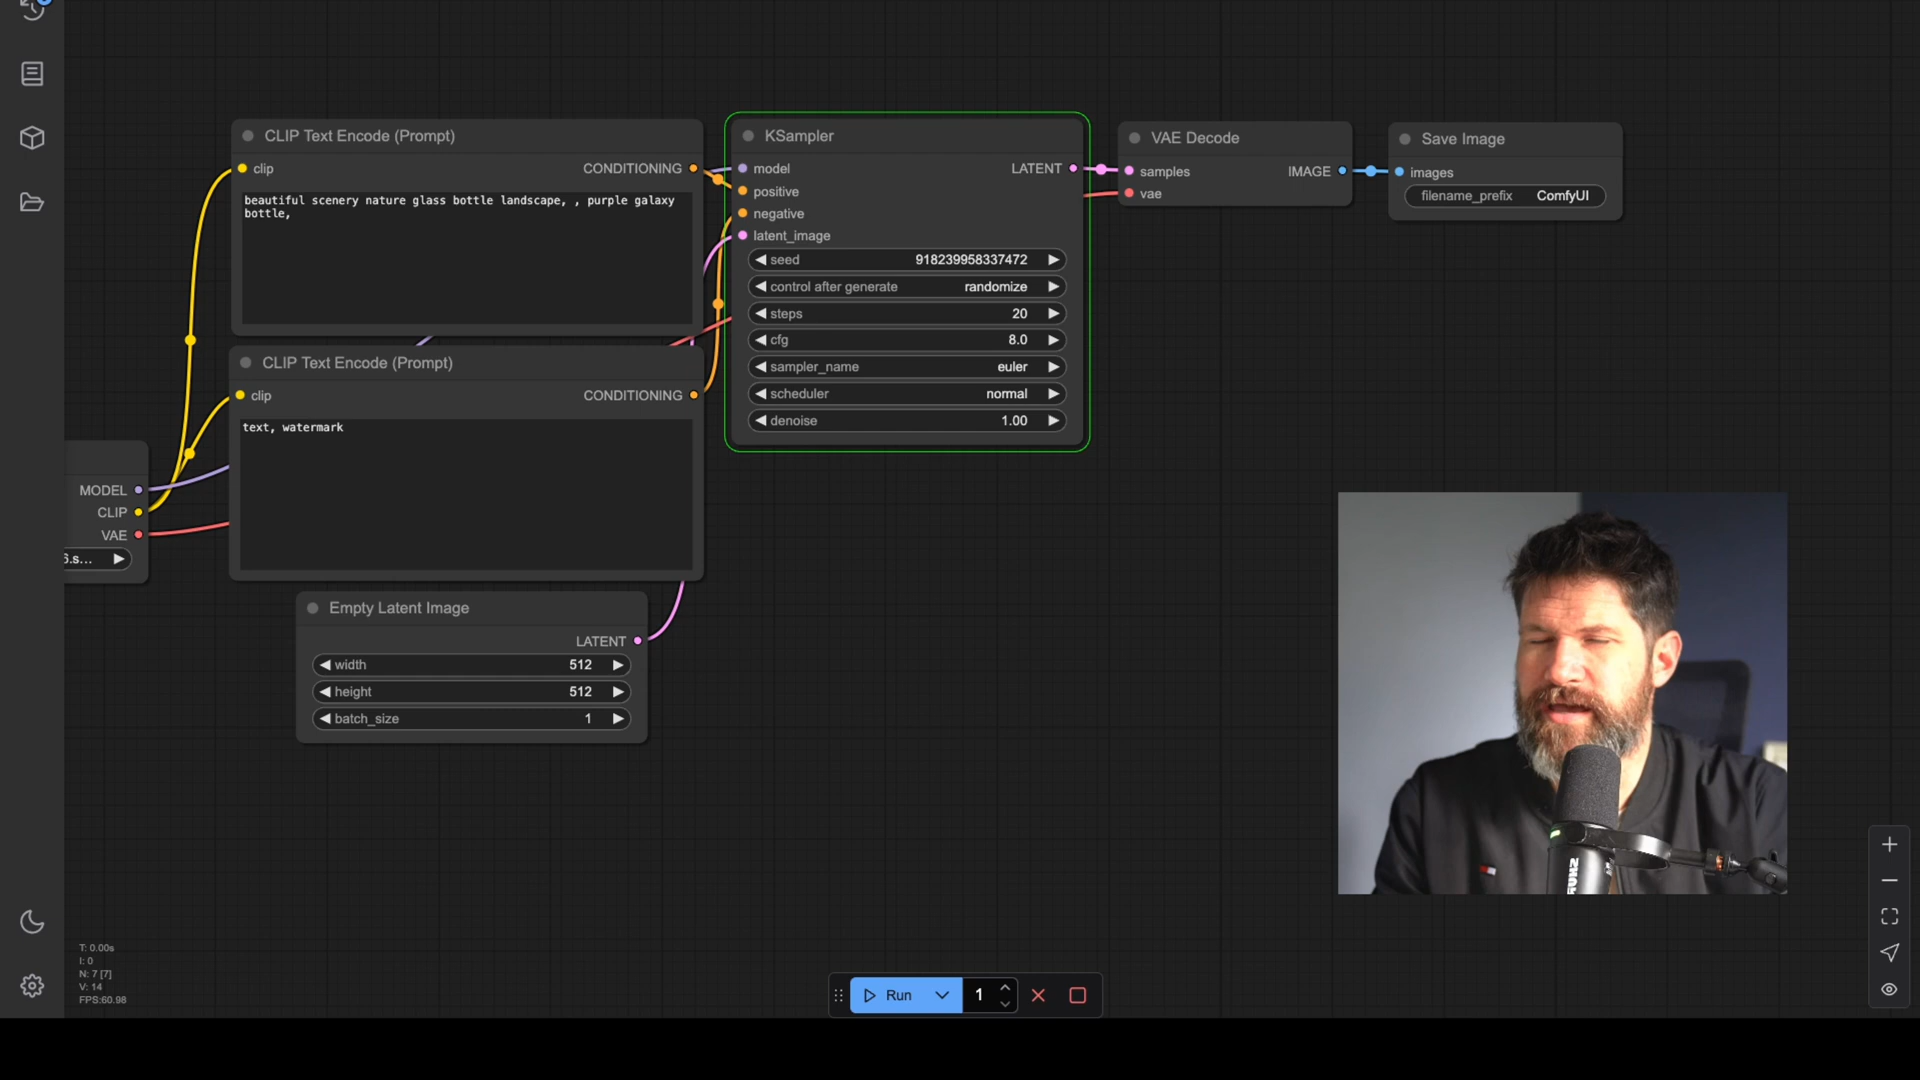 CLIP Text Encode (Prompt)
clip
CONDITIONING
beautiful scenery nature glass bottle landscape, , purple galaxy
bottle,
CLIP Text Encode (Prompt)
clip
CONDITIONING
text, watermark
MODEL
CLIP
VAE
6.s...
Empty Latent Image
LATENT
width 512
height 512
batch_size 1
KSampler
model LATENT
positive
negative
latent_image
seed 918239958337472
control after generate randomize
steps 20
cfg 8.0
sampler_name euler
scheduler normal
denoise 1.00
VAE Decode
samples IMAGE
vae
Save Image
images
filename_prefix ComfyUI
T: 0.00s
I: 0
N: 7 [7]
V: 14
FPS:60.98
Run 1